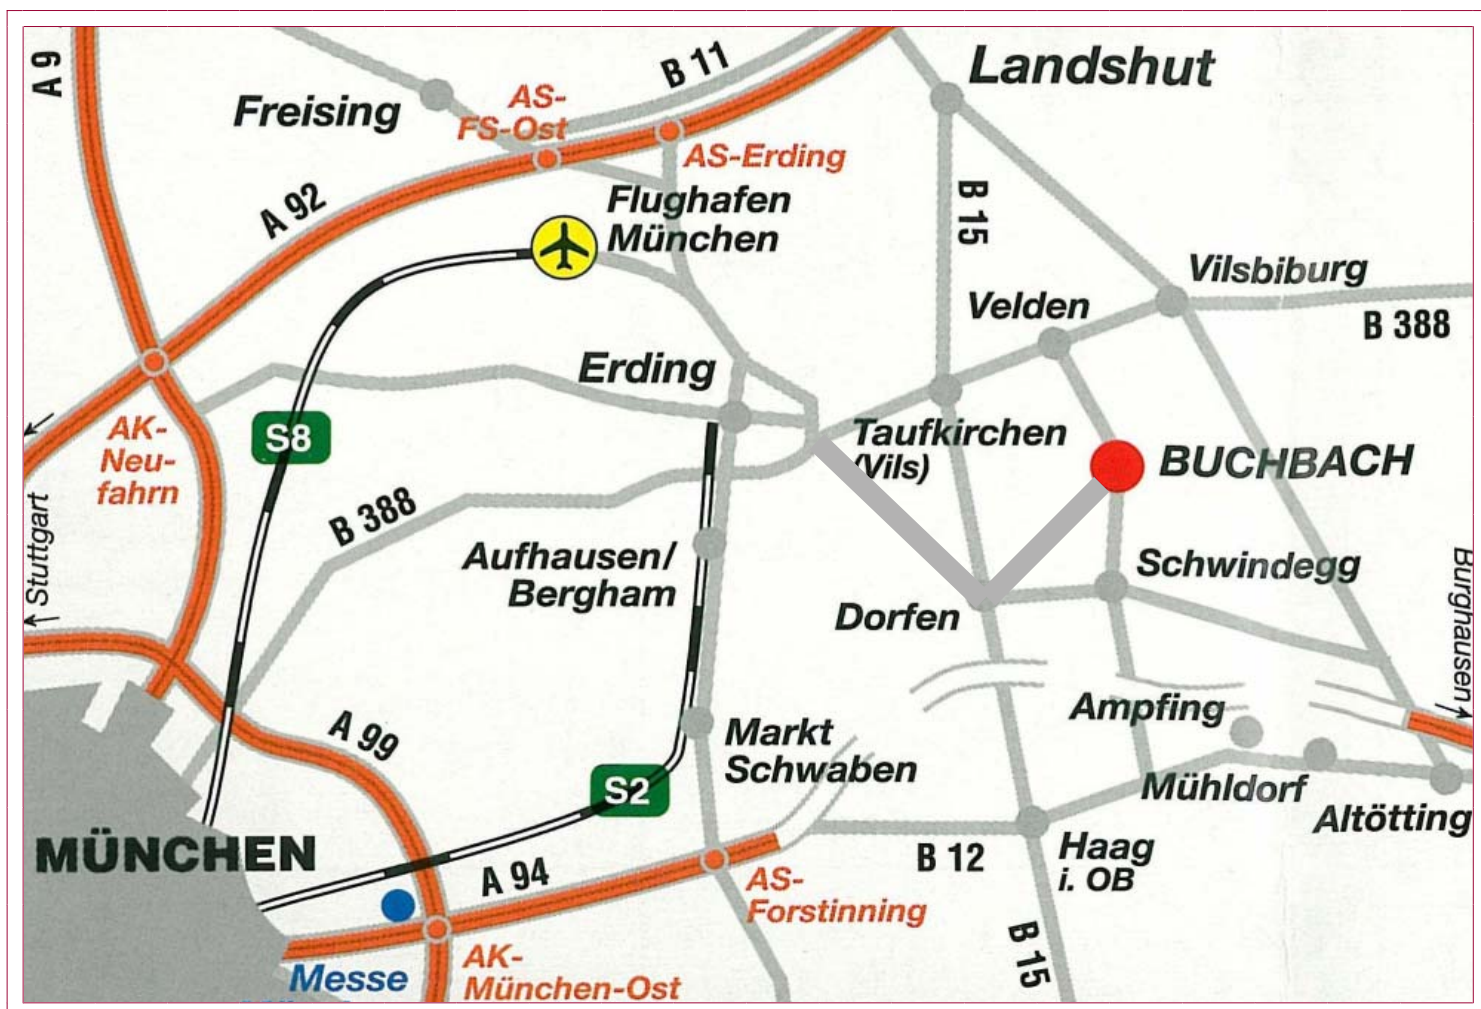 A 9
B 11
Landshut
Freising
AS-
FS-Ost
AS-Erding
A 92
Flughafen
München
B 15
Vilsbiburg
Velden
B 388
Erding
AK-
Neu-
fahrn
S8
Taufkirchen
(Vils)
BUCHBACH
Stuttgart
B 388
Aufhausen/
Bergham
Schwindegg
Burghausen
Dorfen
Ampfing
A 99
Markt
Schwaben
S2
Mühldorf
Altötting
MÜNCHEN
A 94
B 12
Haag
i. OB
AS-
Forstinning
B 15
Messe
AK-
München-Ost